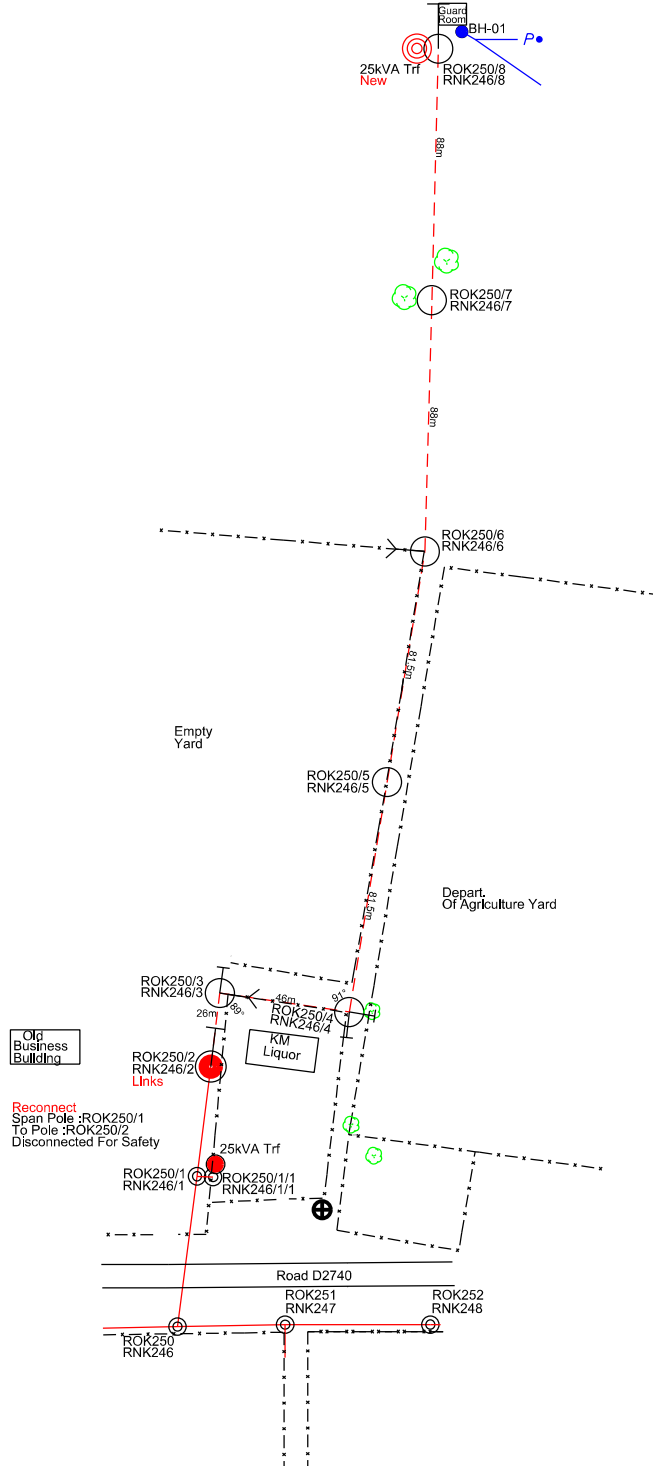 Guard
Room
BH-01
P
25kVA Trf
New
ROK250/8
RNK246/8
88m
ROK250/7
RNK246/7
88m
ROK250/6
RNK246/6
81.5m
Empty
Yard
ROK250/5
RNK246/5
Depart.
Of Agriculture Yard
81.5m
ROK250/3
RNK246/3
46m
91°
89°
26m
ROK250/4
RNK246/4
Old
Business
Building
KM
Liquor
ROK250/2
RNK246/2
Links
Reconnect
Span Pole :ROK250/1
To Pole :ROK250/2
Disconnected For Safety
25kVA Trf
ROK250/1
RNK246/1
ROK250/1/1
RNK246/1/1
Road D2740
ROK251
RNK247
ROK252
RNK248
ROK250
RNK246